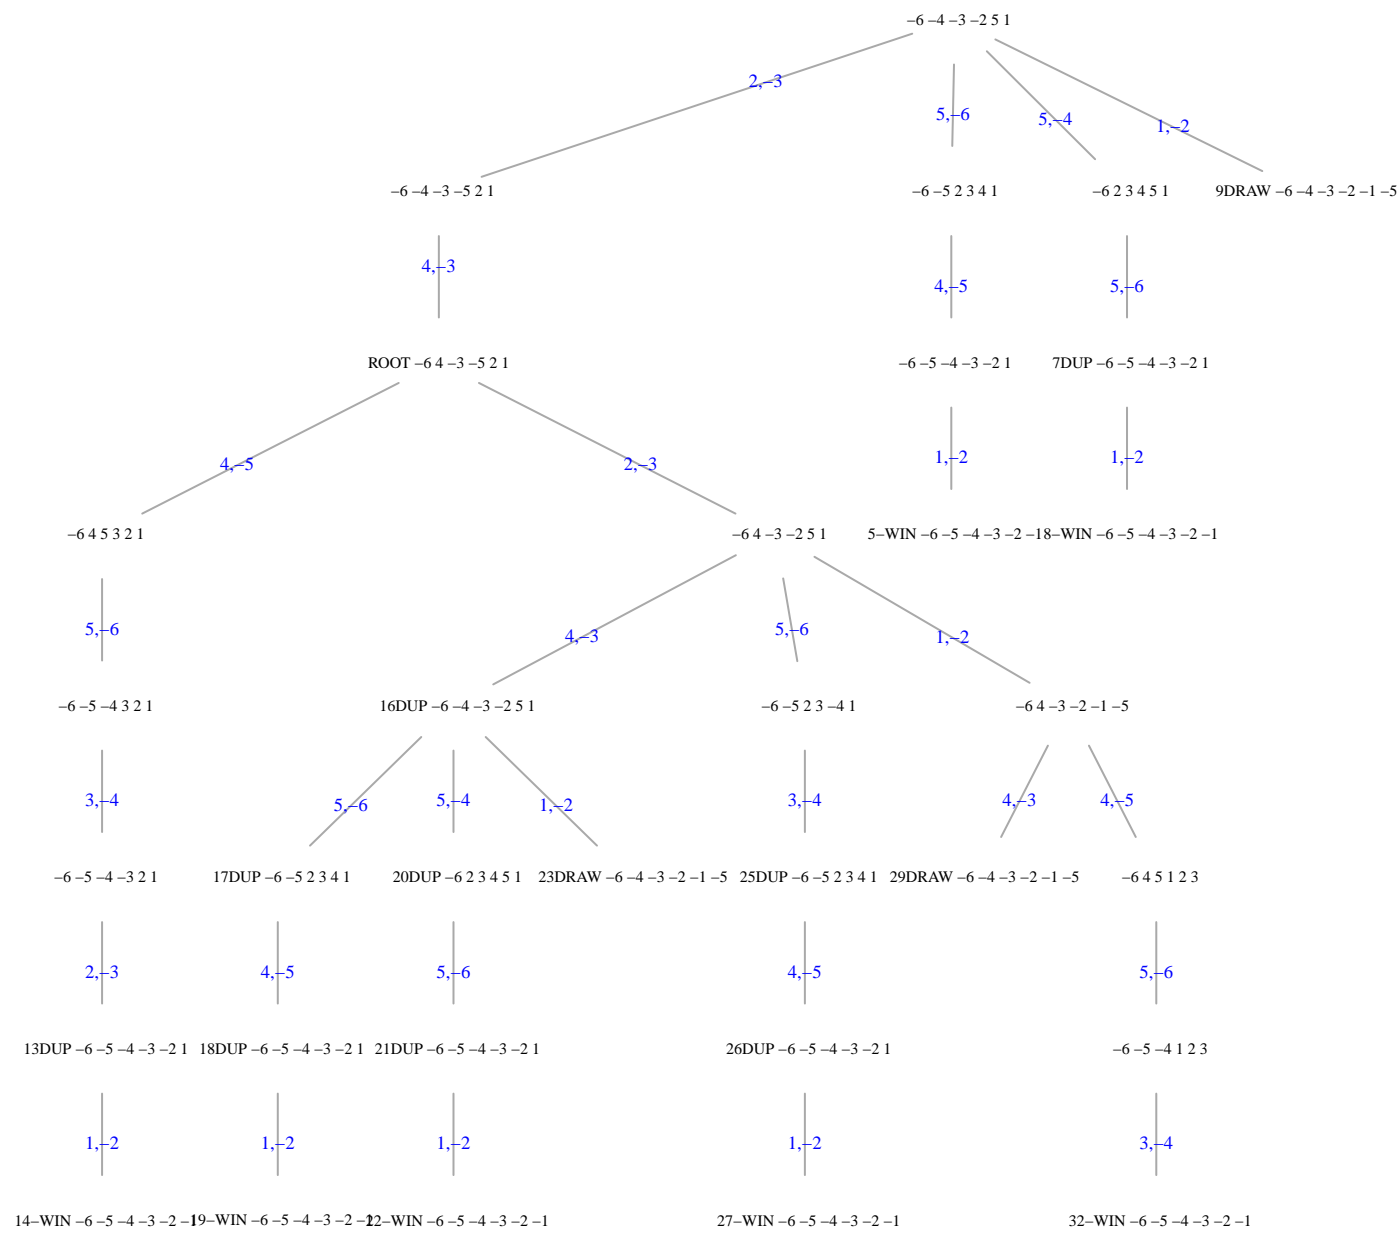 –6 –4 –3 –2 5 1
2,–3
5,–6
5,–4
1,–2
–6 –4 –3 –5 2 1
–6 –5 2 3 4 1
–6 2 3 4 5 1
9DRAW –6 –4 –3 –2 –1 –5
4,–3
4,–5
5,–6
ROOT –6 4 –3 –5 2 1
–6 –5 –4 –3 –2 1
7DUP –6 –5 –4 –3 –2 1
4,–5
2,–3
1,–2
1,–2
–6 4 5 3 2 1
–6 4 –3 –2 5 1
5–WIN –6 –5 –4 –3 –2 –1
8–WIN –6 –5 –4 –3 –2 –1
5,–6
4,–3
5,–6
1,–2
–6 –5 –4 3 2 1
16DUP –6 –4 –3 –2 5 1
–6 –5 2 3 –4 1
–6 4 –3 –2 –1 –5
3,–4
5,–6
5,–4
1,–2
3,–4
4,–3
4,–5
–6 –5 –4 –3 2 1
17DUP –6 –5 2 3 4 1
20DUP –6 2 3 4 5 1
23DRAW –6 –4 –3 –2 –1 –5
25DUP –6 –5 2 3 4 1
29DRAW –6 –4 –3 –2 –1 –5
–6 4 5 1 2 3
2,–3
4,–5
5,–6
4,–5
5,–6
13DUP –6 –5 –4 –3 –2 1
18DUP –6 –5 –4 –3 –2 1
21DUP –6 –5 –4 –3 –2 1
26DUP –6 –5 –4 –3 –2 1
–6 –5 –4 1 2 3
1,–2
1,–2
1,–2
1,–2
3,–4
14–WIN –6 –5 –4 –3 –2 –1
19–WIN –6 –5 –4 –3 –2 –1
22–WIN –6 –5 –4 –3 –2 –1
27–WIN –6 –5 –4 –3 –2 –1
32–WIN –6 –5 –4 –3 –2 –1